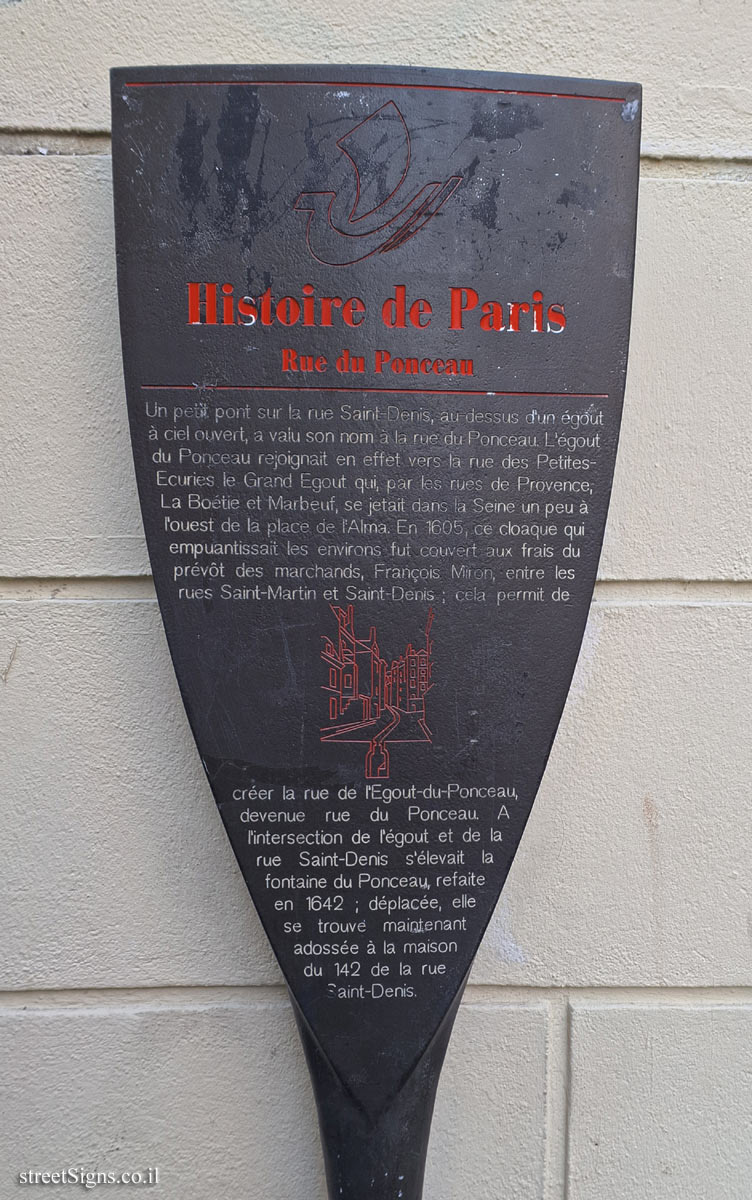 Histoire de Paris
Rue du Ponceau
Un petit pont sur la rue Saint-Denis, au-dessus d'un égout
à ciel ouvert, a valu son nom à la rue du Ponceau. L'égout
du Ponceau rejoignait en effet vers la rue des Petites-
Ecuries le Grand Egout qui, par les rues de Provence,
La Boétie et Marbeuf, se jetait dans la Seine un peu à
l'ouest de la place de l'Alma. En 1605, ce cloaque qui
empuantissait les environs fut couvert aux frais du
prévôt des marchands, François Miron, entre les
rues Saint-Martin et Saint-Denis ; cela permit de
créer la rue de l'Egout-du-Ponceau,
devenue rue du Ponceau. A
l'intersection de l'égout et de la
rue Saint-Denis s'élevait la
fontaine du Ponceau, refaite
en 1642 ; déplacée, elle
se trouve maintenant
adossée à la maison
du 142 de la rue
Saint-Denis.
streetSigns.co.il